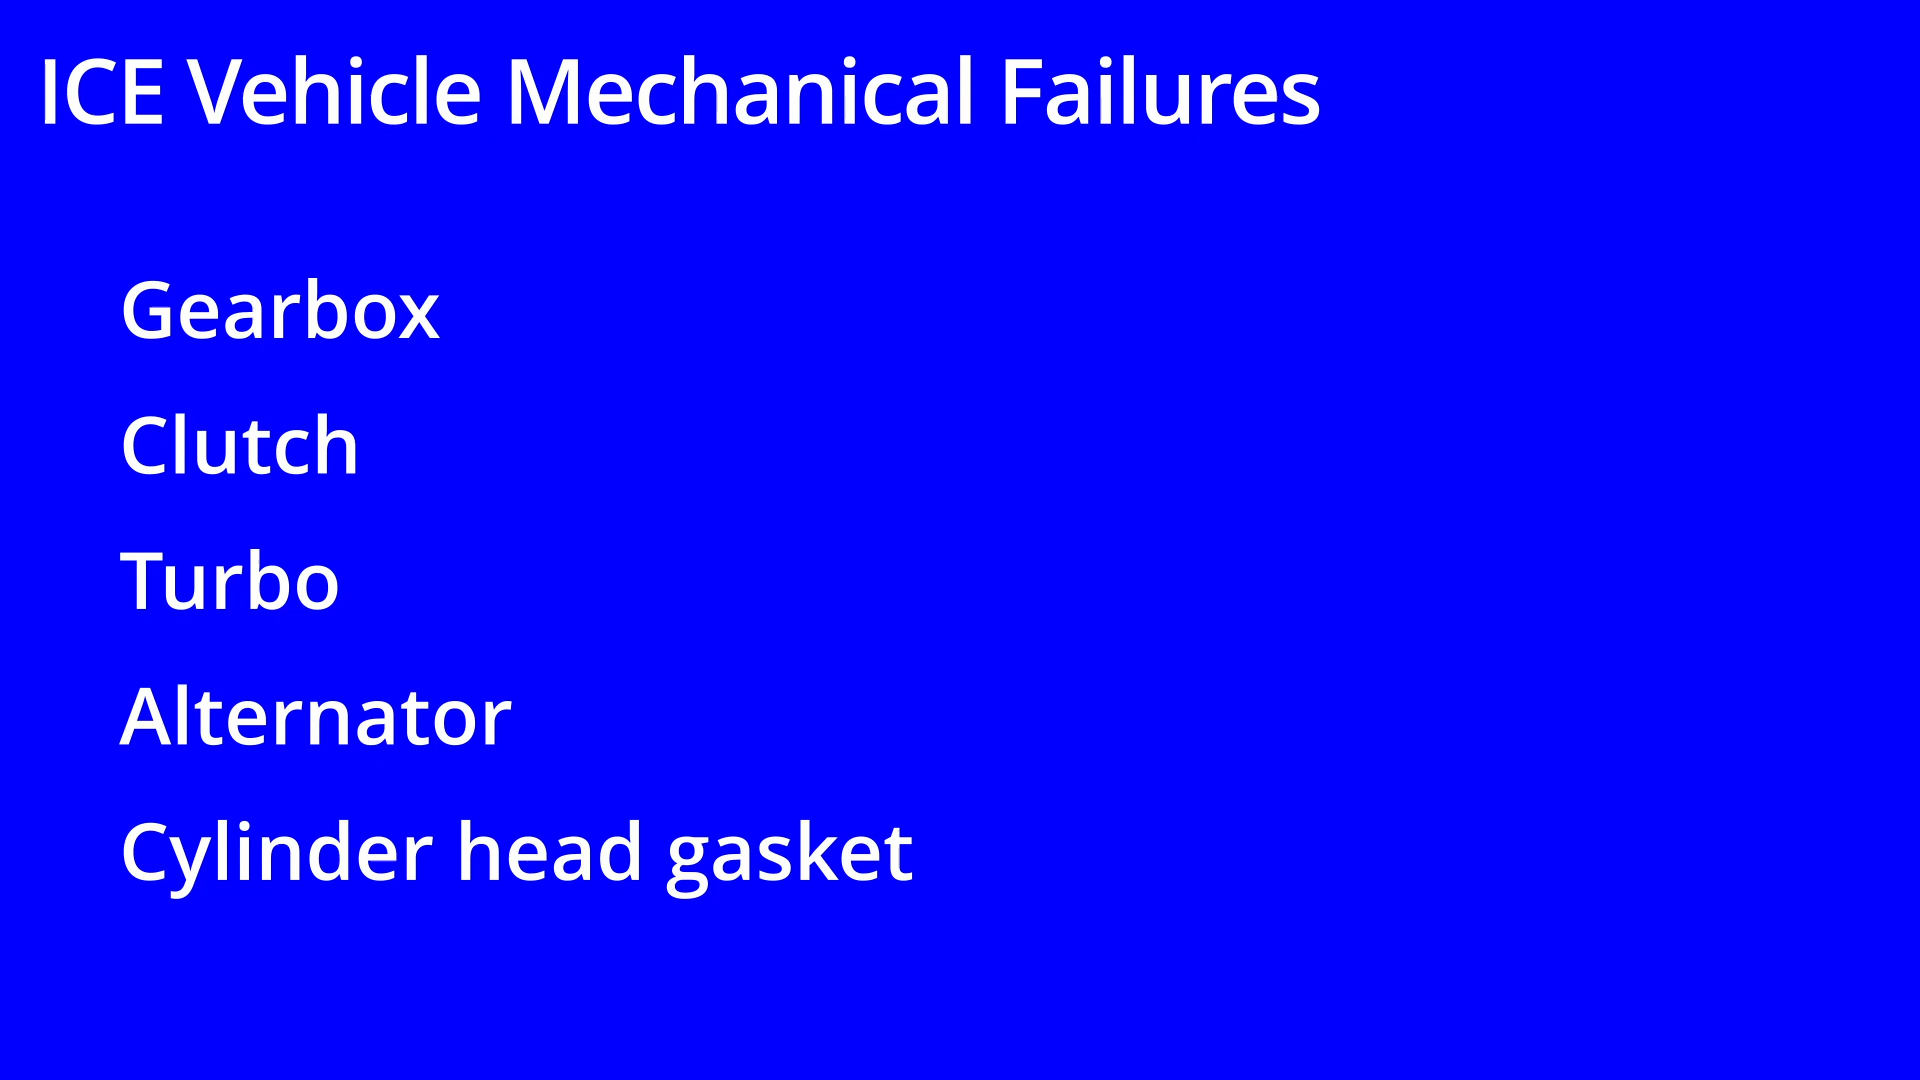 ICE Vehicle Mechanical Failures
Gearbox
Clutch
Turbo
Alternator
Cylinder head gasket